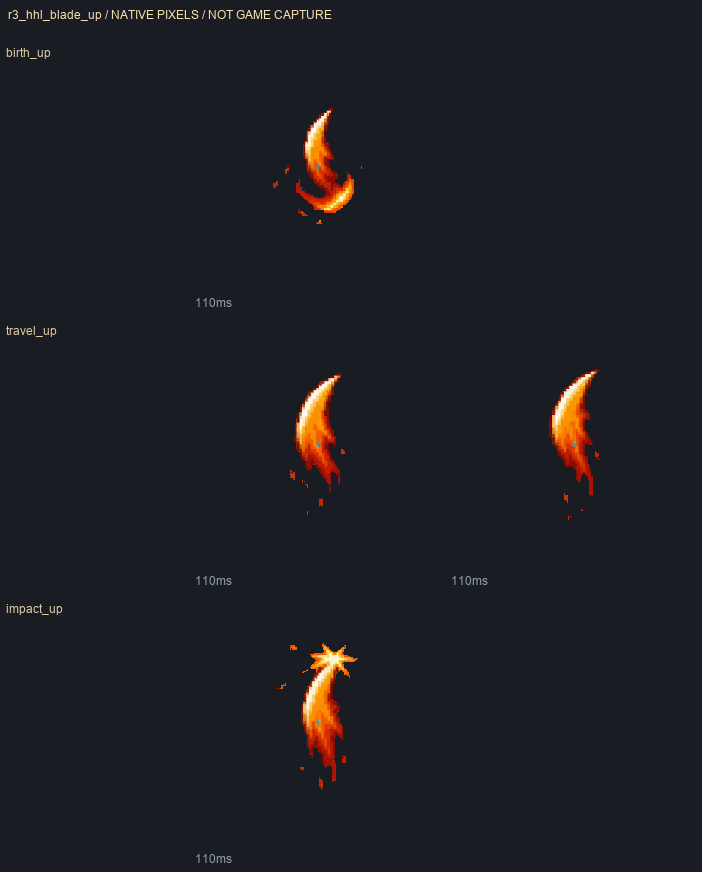 r3_hhl_blade_up / NATIVE PIXELS / NOT GAME CAPTURE
birth_up
110ms
travel_up
110ms 110ms
impact_up
110ms